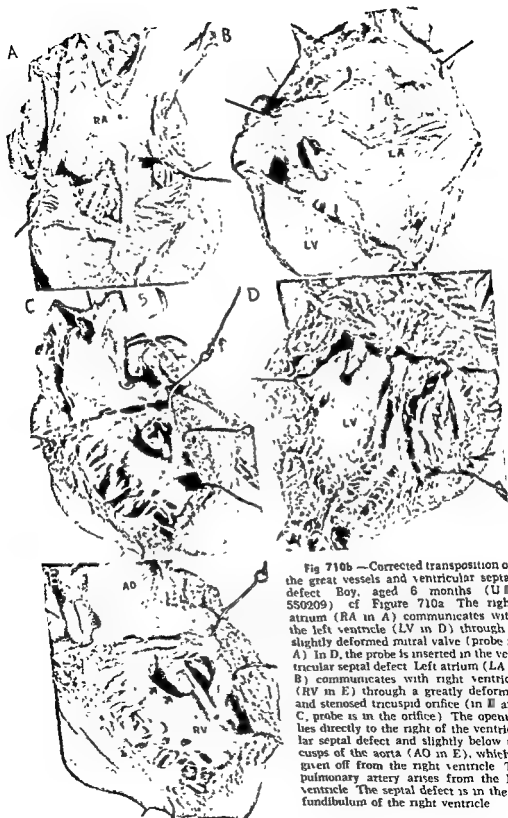 A
B
RA
LA
LV
C
5
D
LV
AO
RV
Fig 710b —Corrected transposition o
the great vessels and ventricular septa
defect Boy, aged 6 months (U
550209) cf Figure 710a The righ
atrium (RA in A) communicates wit
the left ventricle (LV in D) through
slightly deformed mitral valve (probe
A) In D, the probe is inserted in the ve
tricular septal defect Left atrium (LA
B) communicates with right ventric
(RV in E) through a greatly deform
and stenosed tricuspid orifice (in a
C, probe is in the orifice) The open
lies directly to the right of the ventric
lar septal defect and slightly below
cusps of the aorta (AO in E), which
given off from the right ventricle T
pulmonary artery arises from the
ventricle The septal defect is in the
fundibulum of the right ventricle